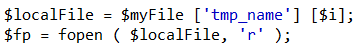 $localFile = $myFile ['tmp_name'] [$i];
$fp = fopen ( $localFile, 'r' );